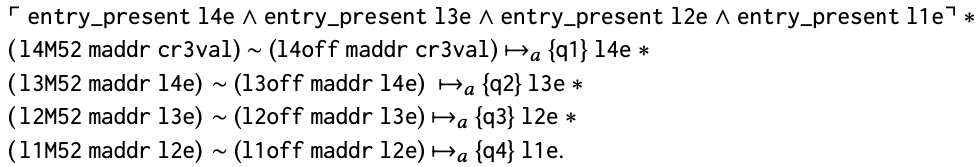 ⌜ entry_present l4e ∧ entry_present l3e ∧ entry_present l2e ∧ entry_present l1e⌝ ∗
(l4M52 maddr cr3val) ∼ (l4off maddr cr3val) ↦ₐ {q1} l4e ∗
(l3M52 maddr l4e) ∼ (l3off maddr l4e) ↦ₐ {q2} l3e ∗
(l2M52 maddr l3e) ∼ (l2off maddr l3e) ↦ₐ {q3} l2e ∗
(l1M52 maddr l2e) ∼ (l1off maddr l2e) ↦ₐ {q4} l1e.